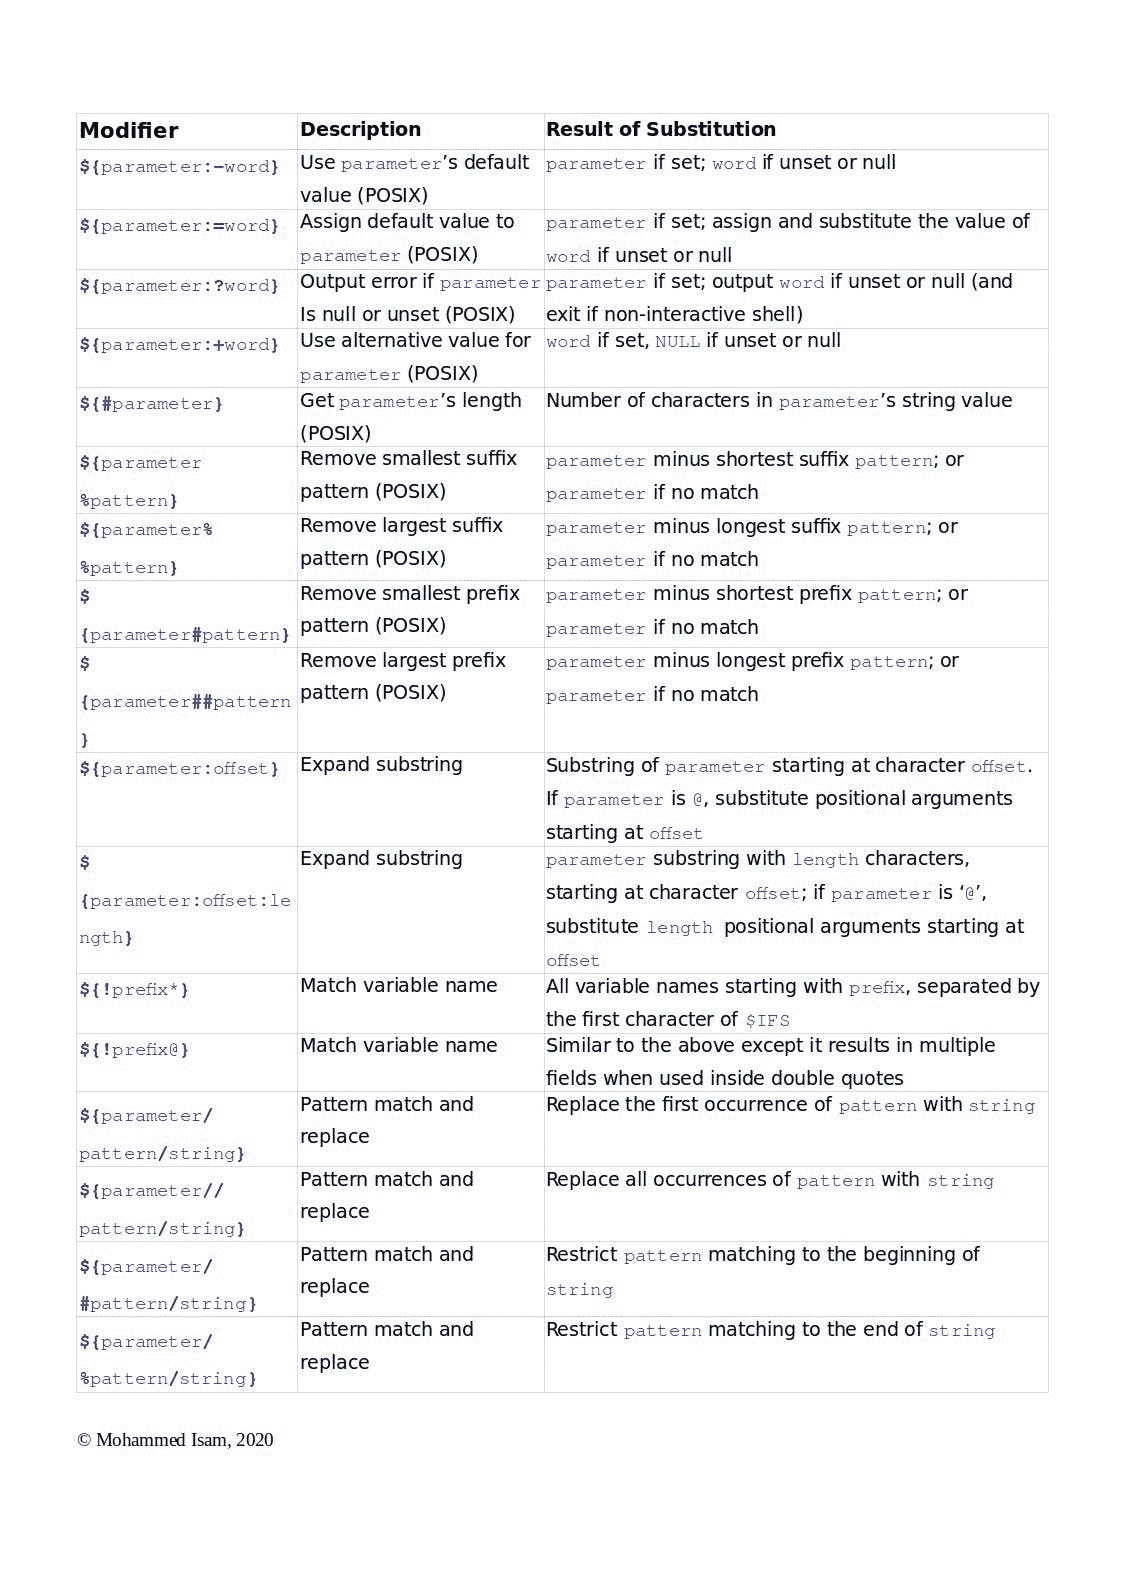 Modifier Description Result of Substitution
${parameter:–word} Use parameter’s default parameter if set; word if unset or null
value (POSIX)
${parameter:=word} Assign default value to parameter if set; assign and substitute the value of
parameter (POSIX) word if unset or null
${parameter:?word} Output error if parameter parameter if set; output word if unset or null (and
Is null or unset (POSIX) exit if non-interactive shell)
${parameter:+word} Use alternative value for word if set, NULL if unset or null
parameter (POSIX)
${#parameter} Get parameter’s length Number of characters in parameter’s string value
(POSIX)
${parameter Remove smallest suffix parameter minus shortest suffix pattern; or
%pattern} pattern (POSIX) parameter if no match
${parameter% Remove largest suffix parameter minus longest suffix pattern; or
%pattern} pattern (POSIX) parameter if no match
$ Remove smallest prefix parameter minus shortest prefix pattern; or
{parameter#pattern} pattern (POSIX) parameter if no match
$ Remove largest prefix parameter minus longest prefix pattern; or
{parameter##pattern pattern (POSIX) parameter if no match
}
${parameter:offset} Expand substring Substring of parameter starting at character offset.
If parameter is @, substitute positional arguments
starting at offset
$ Expand substring parameter substring with length characters,
{parameter:offset:le starting at character offset; if parameter is ‘@’,
ngth} substitute length positional arguments starting at
offset
${!prefix*} Match variable name All variable names starting with prefix, separated by
the first character of $IFS
${!prefix@} Match variable name Similar to the above except it results in multiple
fields when used inside double quotes
${parameter/ Pattern match and Replace the first occurrence of pattern with string
pattern/string} replace
${parameter// Pattern match and Replace all occurrences of pattern with string
pattern/string} replace
${parameter/ Pattern match and Restrict pattern matching to the beginning of
#pattern/string} replace string
${parameter/ Pattern match and Restrict pattern matching to the end of string
%pattern/string} replace
© Mohammed Isam, 2020